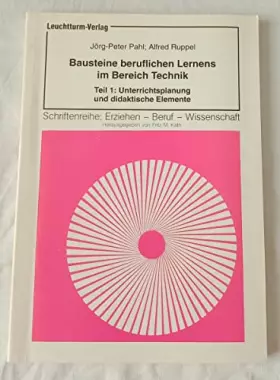 Leuchtturm-Verlag
Jörg-Peter Pahl, Alfred Ruppel
Bausteine beruflichen Lernens
im Bereich Technik
Teil 1: Unterrichtsplanung
und didaktische Elemente
Schriftenreihe: Erziehen – Beruf – Wissenschaft
Herausgegeben von Fritz M. Kath